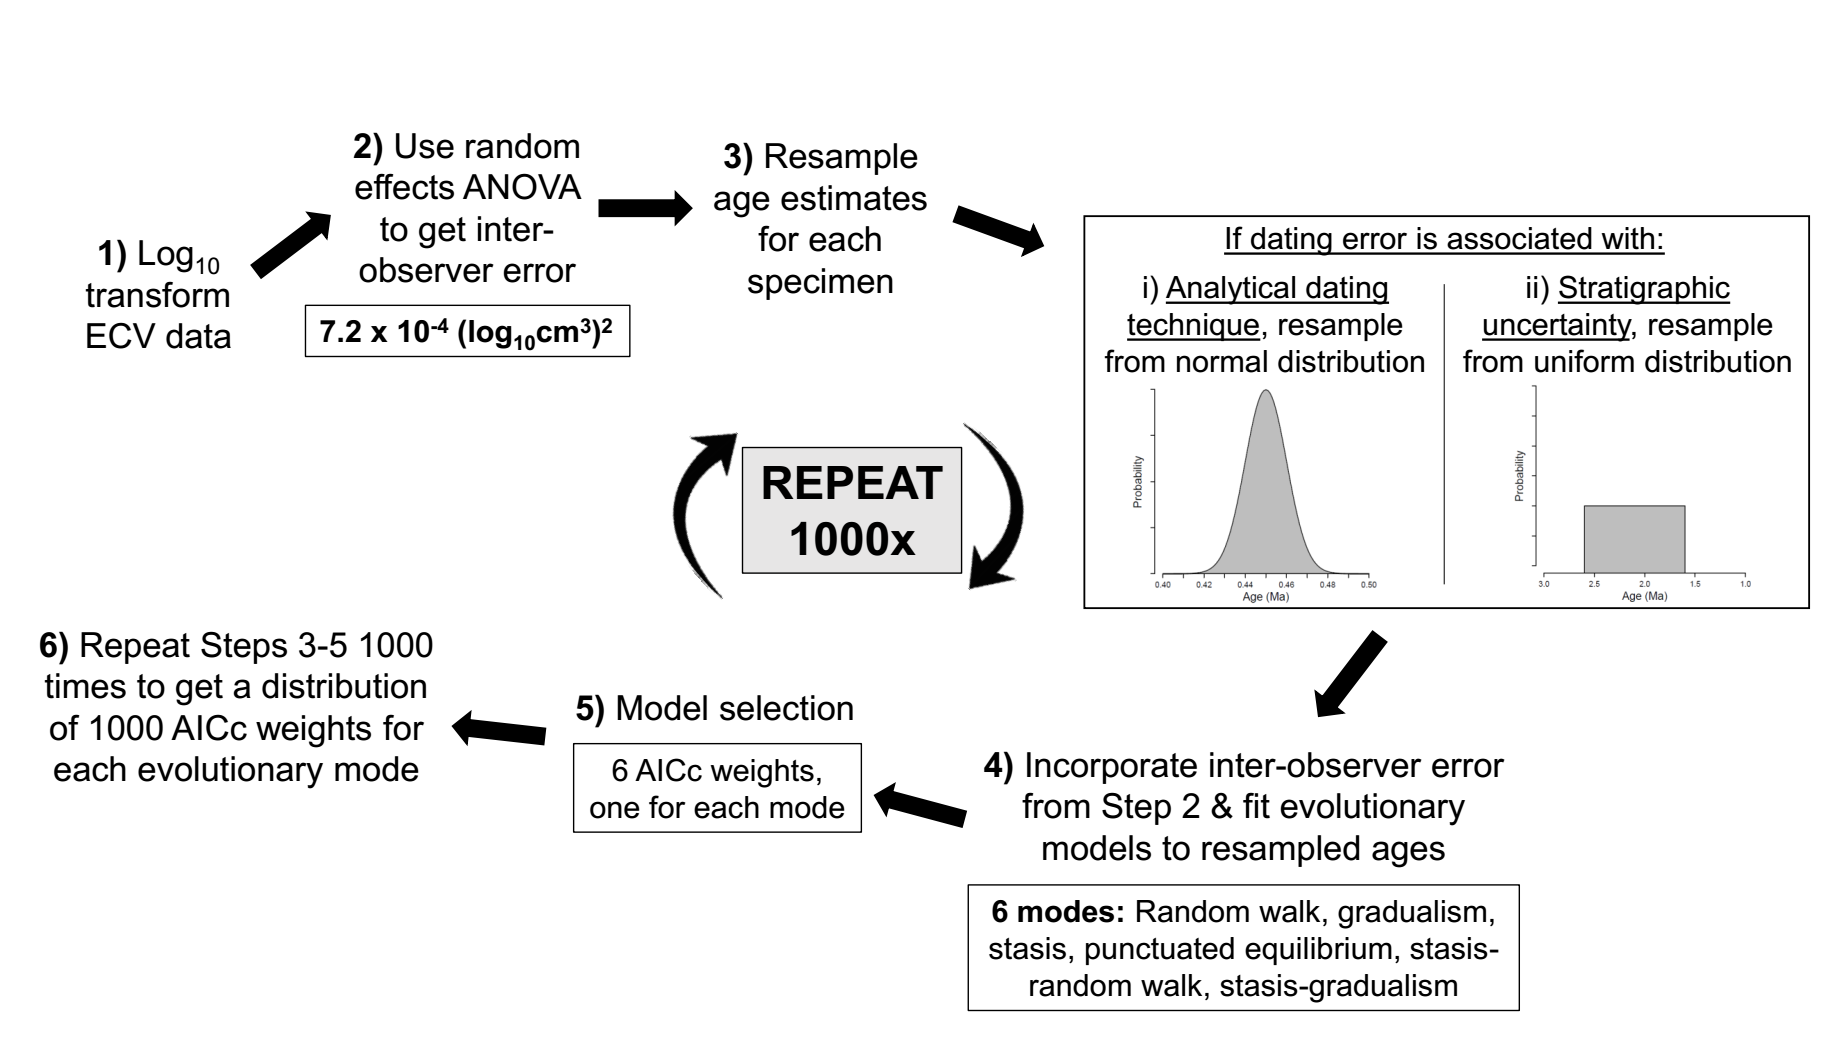 1) Log10
transform
ECV data
2) Use random
effects ANOVA
to get inter-
observer error
7.2 x 10-4 (log10cm3)2
3) Resample
age estimates
for each
specimen
If dating error is associated with:
i) Analytical dating
technique, resample
from normal distribution
Probability
0.40 0.42 0.44 0.46 0.48 0.50
Age (Ma)
ii) Stratigraphic
uncertainty, resample
from uniform distribution
Probability
3.0 2.5 2.0 1.5 1.0
Age (Ma)
REPEAT
1000x
4) Incorporate inter-observer error
from Step 2 & fit evolutionary
models to resampled ages
6 modes: Random walk, gradualism,
stasis, punctuated equilibrium, stasis-
random walk, stasis-gradualism
5) Model selection
6 AICc weights,
one for each mode
6) Repeat Steps 3-5 1000
times to get a distribution
of 1000 AICc weights for
each evolutionary mode